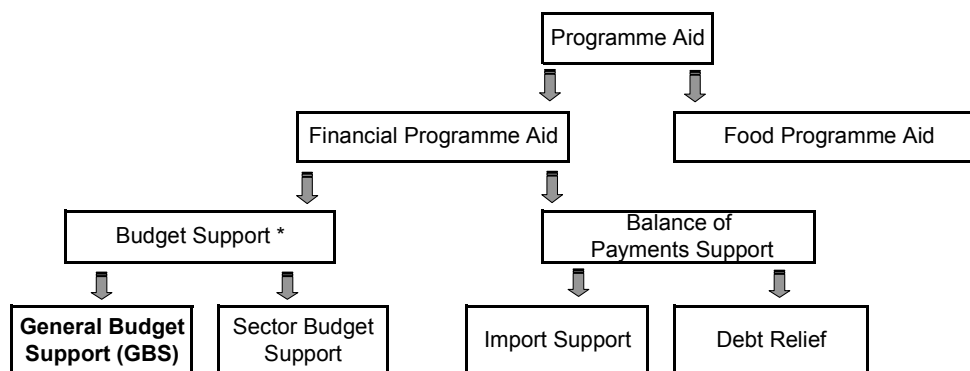 Programme Aid
Financial Programme Aid
Food Programme Aid
Budget Support *
Balance of
Payments Support
General Budget
Support (GBS)
Sector Budget
Support
Import Support
Debt Relief